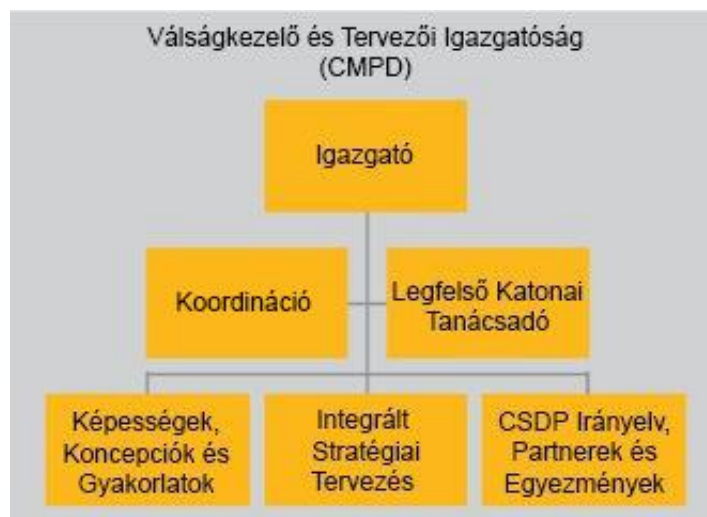 Válságkezelő és Tervezői Igazgatóság
(CMPD)
Igazgató
Koordináció
Legfelső Katonai
Tanácsadó
Képességek,
Koncepciók és
Gyakorlatok
Integrált
Stratégiai
Tervezés
CSDP Irányelv,
Partnerek és
Egyezmények